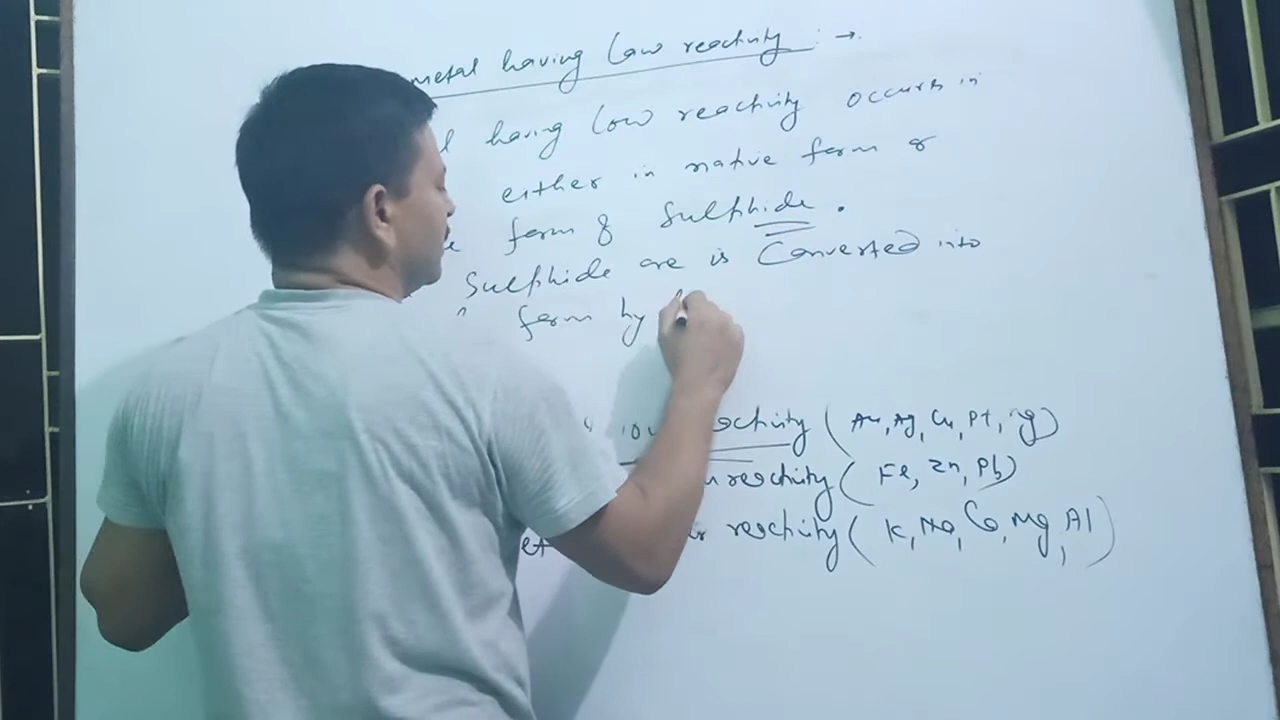 metal having low reactivity : →
having low reactivity occurs in
either in native form or
form of sulphide .
Sulphide are is Converted into
form by
reactivity ( Au, Ag, Cu, Pt, Hg )
reactivity ( Fe, Zn, Pb )
reactivity ( K, Na, Ca, Mg, Al )